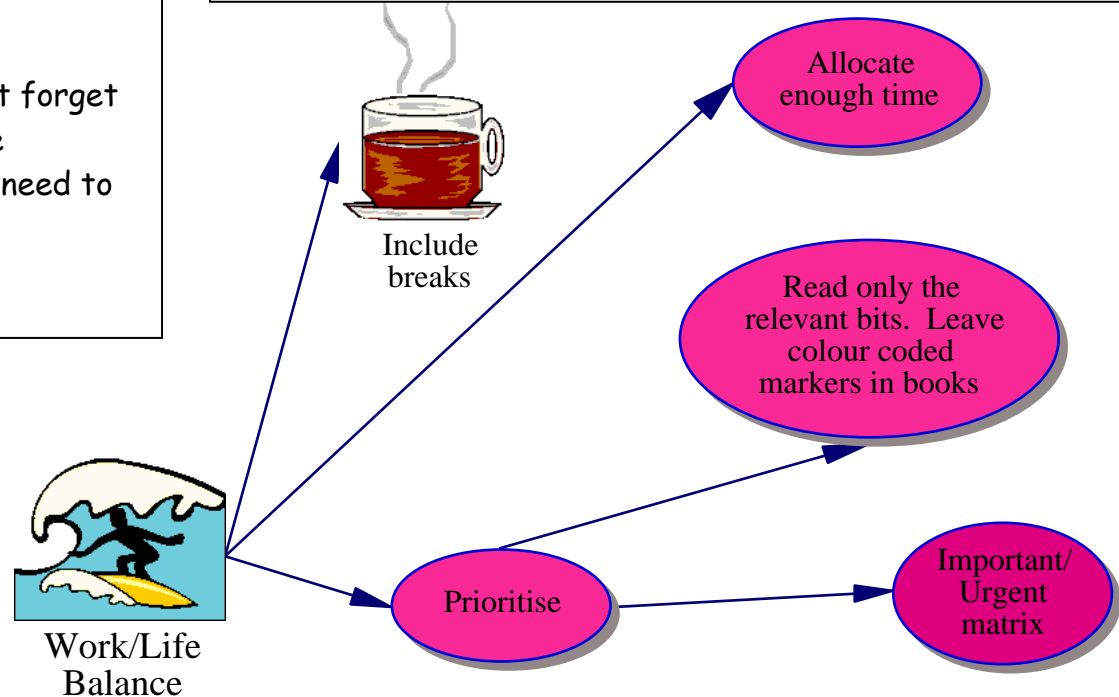 t forget
need to
Allocate
enough time
Include
breaks
Read only the
relevant bits.  Leave
colour coded
markers in books
Prioritise
Important/
Urgent
matrix
Work/Life
Balance